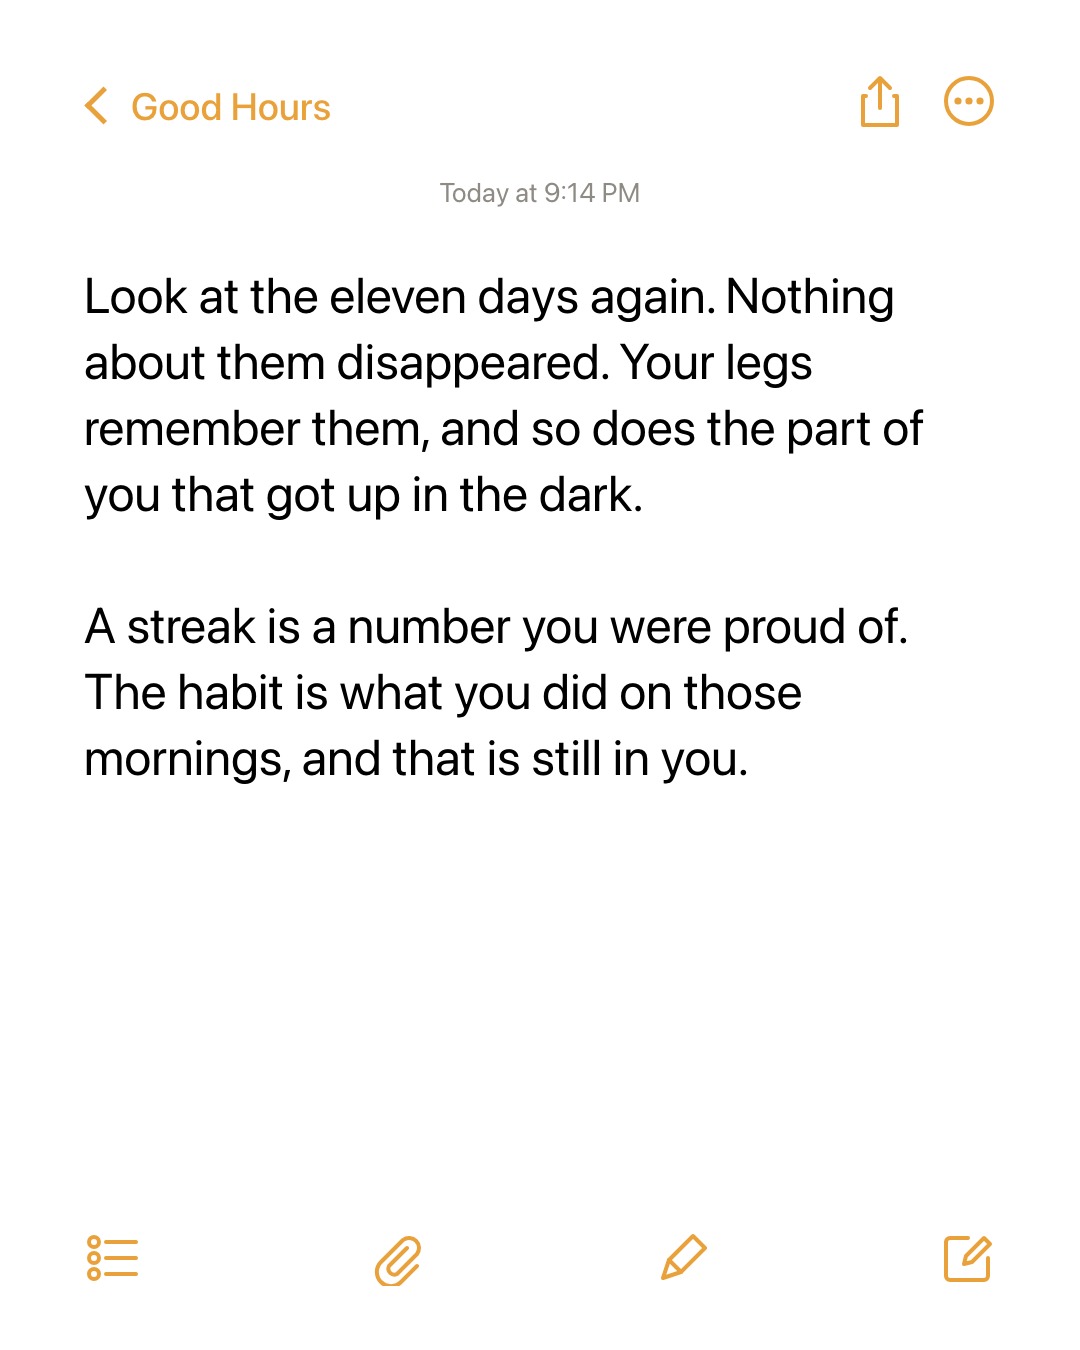 Good Hours
Today at 9:14 PM
Look at the eleven days again. Nothing
about them disappeared. Your legs
remember them, and so does the part of
you that got up in the dark.
A streak is a number you were proud of.
The habit is what you did on those
mornings, and that is still in you.